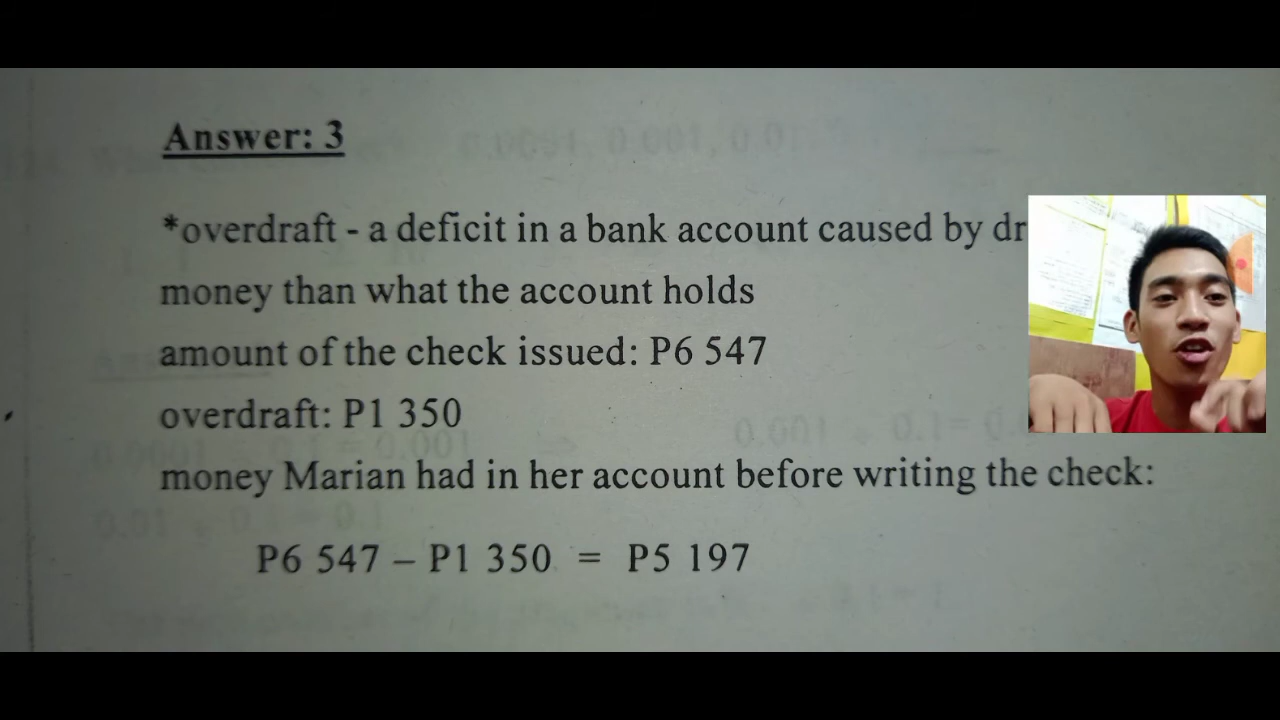 Answer: 3
*overdraft - a deficit in a bank account caused by dr
money than what the account holds
amount of the check issued: P6 547
overdraft: P1 350
money Marian had in her account before writing the check:
P6 547 – P1 350 = P5 197